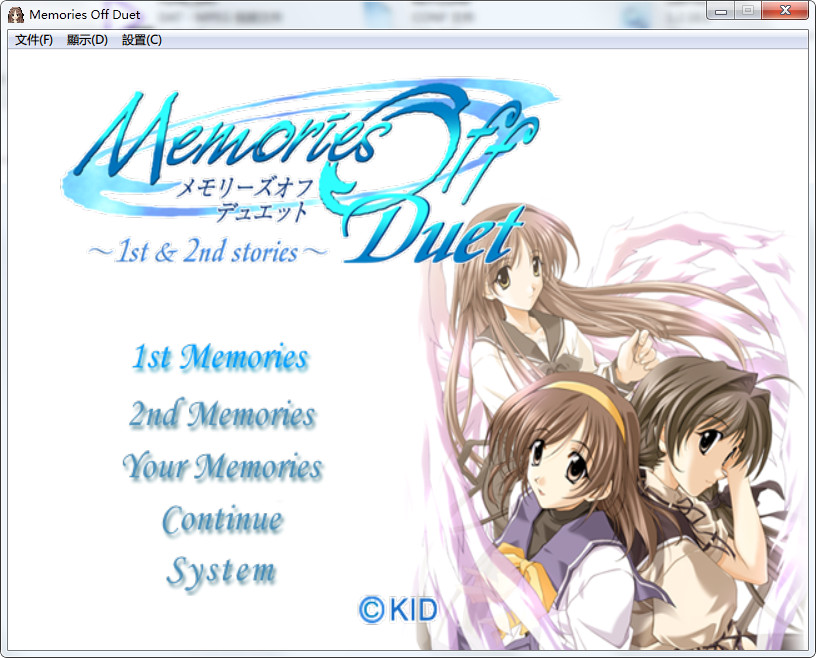 Memories Off Duet
文件(F) 顯示(D) 設置(C)
Memories Off
メモリーズオフ
デュエット
Duet
～1st & 2nd stories～
1st Memories
2nd Memories
Your Memories
Continue
System
© KID